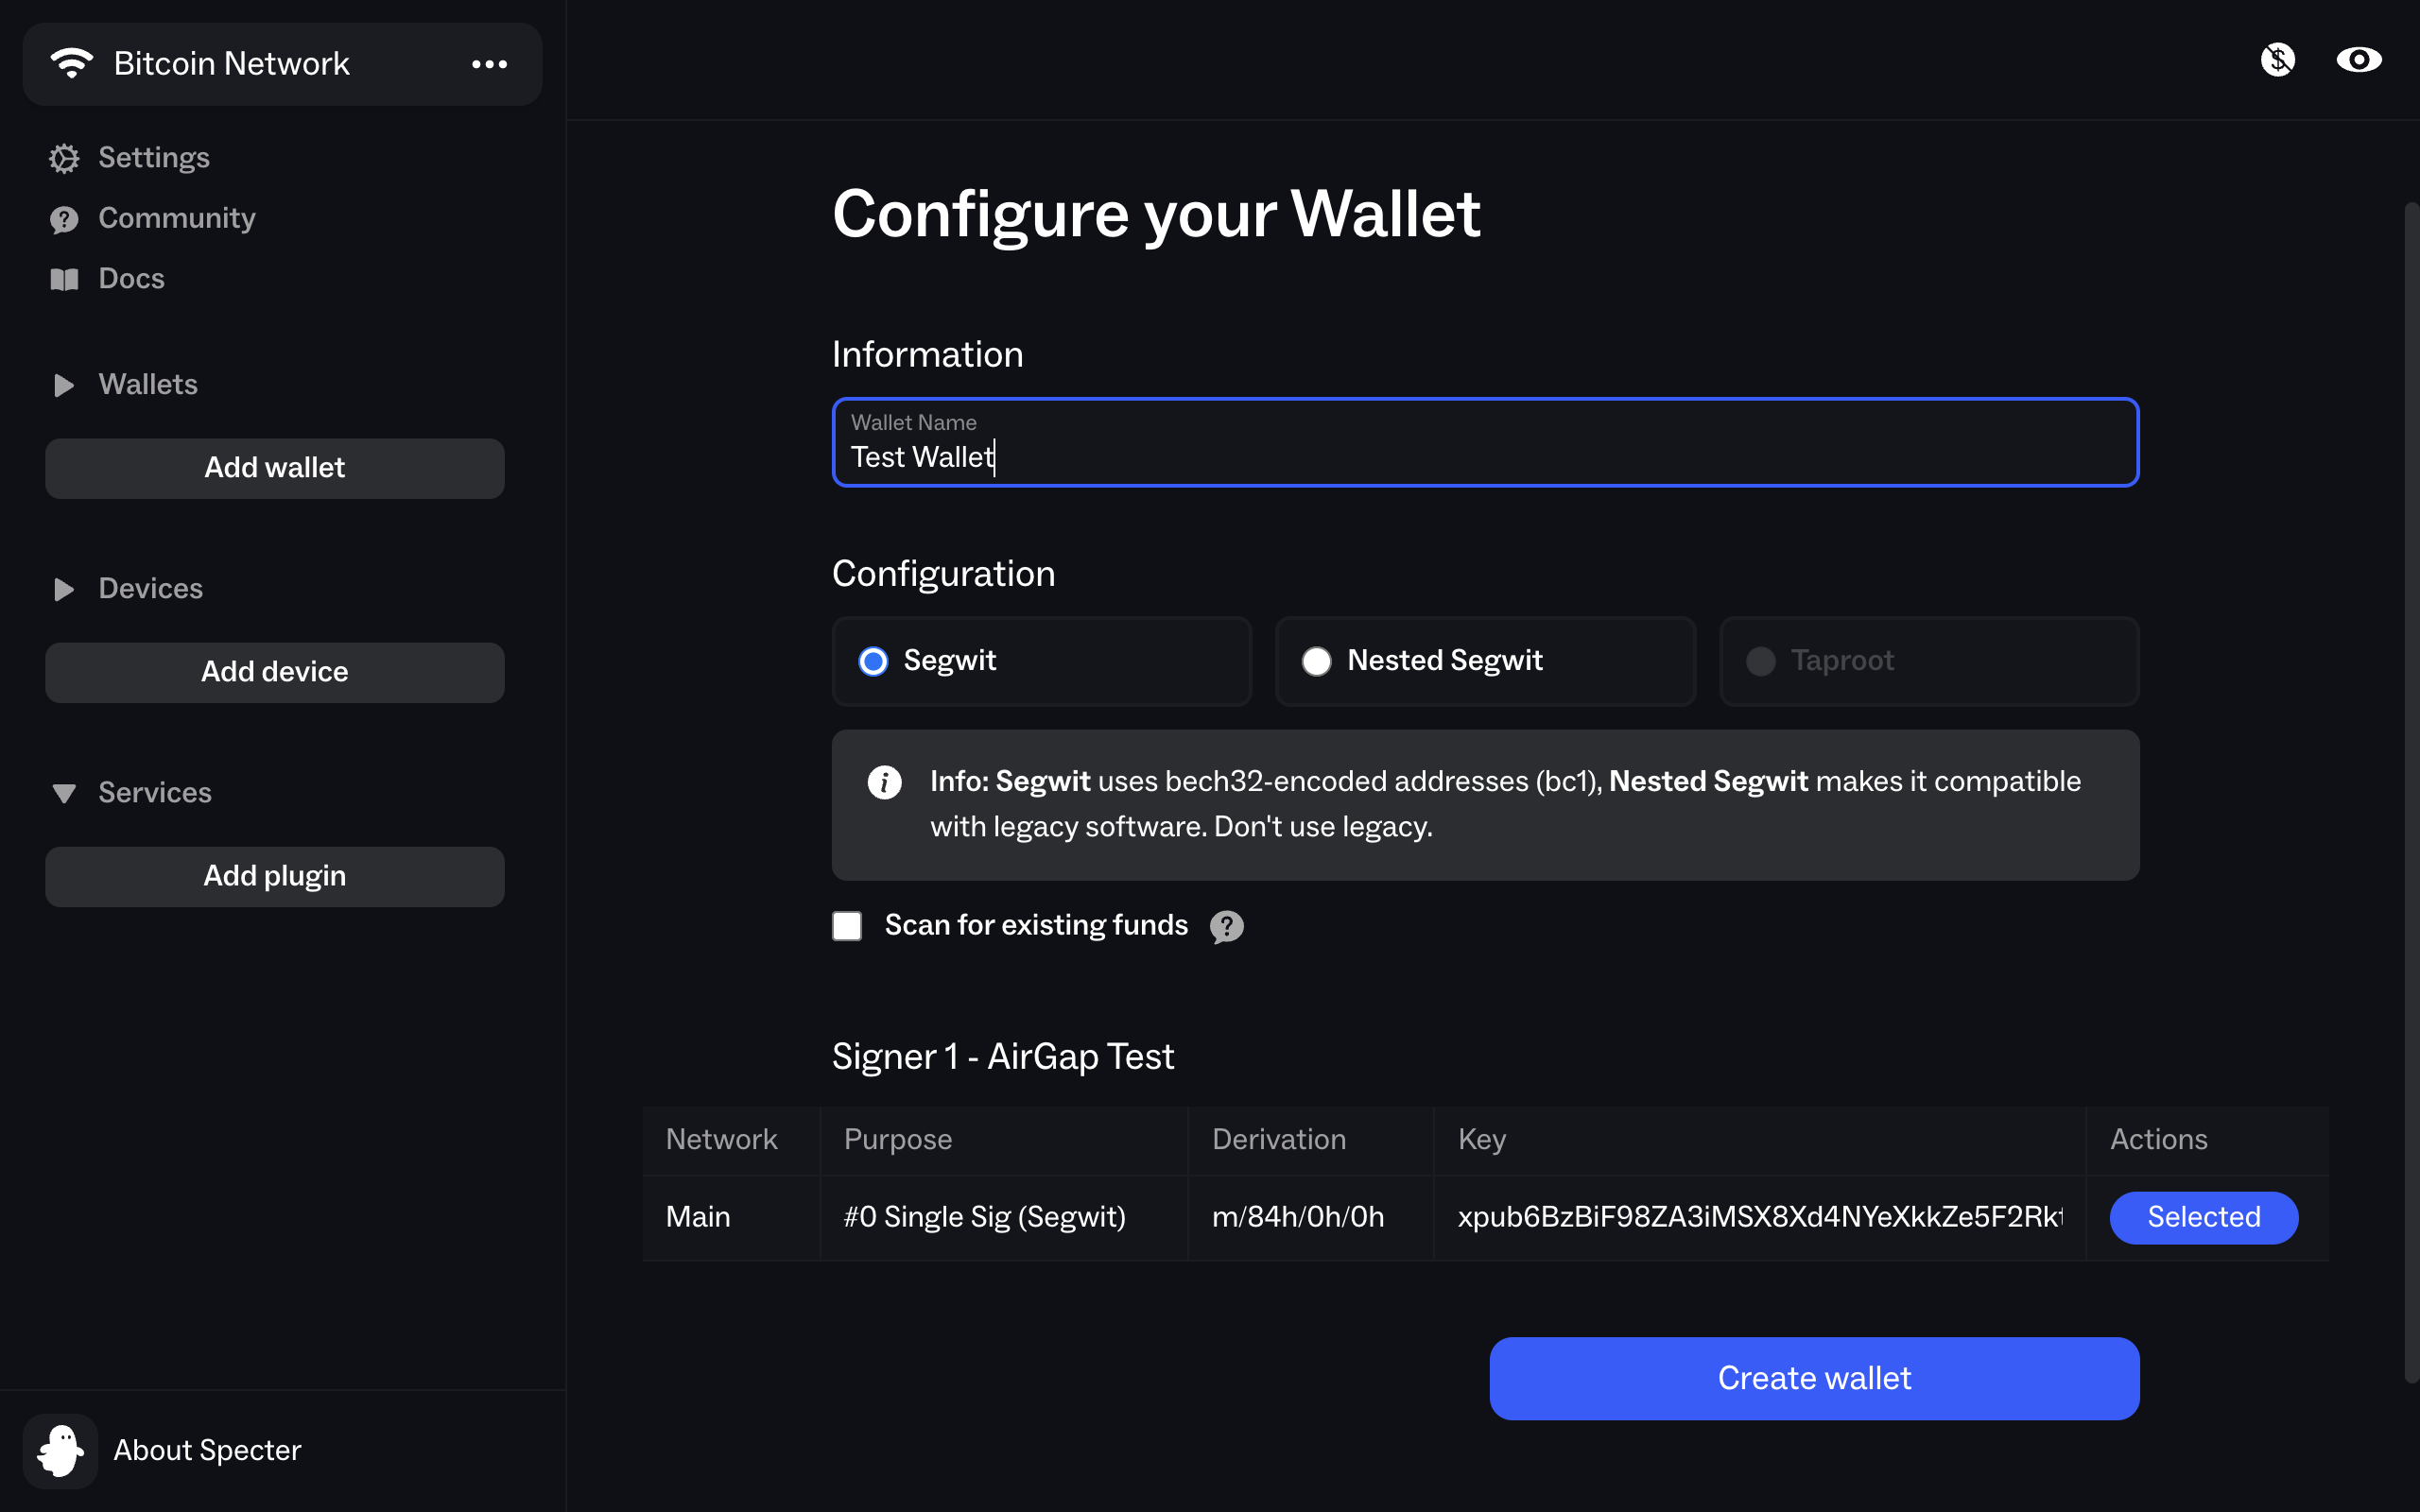 Bitcoin Network
Settings
Community
Docs
Wallets
Add wallet
Devices
Add device
Services
Add plugin
About Specter
Configure your Wallet
Information
Wallet Name
Test Wallet
Configuration
Segwit
Nested Segwit
Taproot
Info: Segwit uses bech32-encoded addresses (bc1), Nested Segwit makes it compatible
with legacy software. Don't use legacy.
Scan for existing funds
Signer 1 - AirGap Test
Network Purpose Derivation Key Actions
Main #0 Single Sig (Segwit) m/84h/0h/0h xpub6BzBiF98ZA3iMSX8Xd4NYeXkkZe5F2Rkt Selected
Create wallet